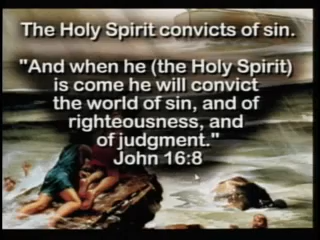 The Holy Spirit convicts of sin.
"And when he (the Holy Spirit)
is come he will convict
the world of sin, and of
righteousness, and
of judgment."
John 16:8